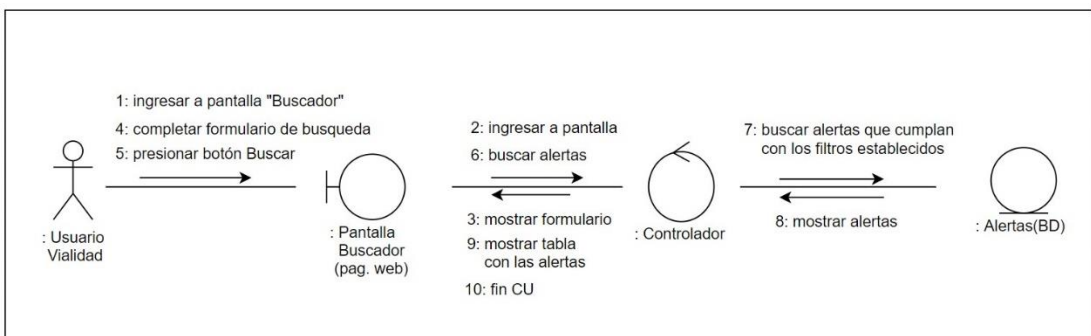 1: ingresar a pantalla "Buscador"
4: completar formulario de busqueda
5: presionar botón Buscar
2: ingresar a pantalla
6: buscar alertas
7: buscar alertas que cumplan
con los filtros establecidos
: Usuario
Vialidad
: Pantalla
Buscador
(pag. web)
3: mostrar formulario
9: mostrar tabla
con las alertas
10: fin CU
: Controlador
8: mostrar alertas
: Alertas(BD)